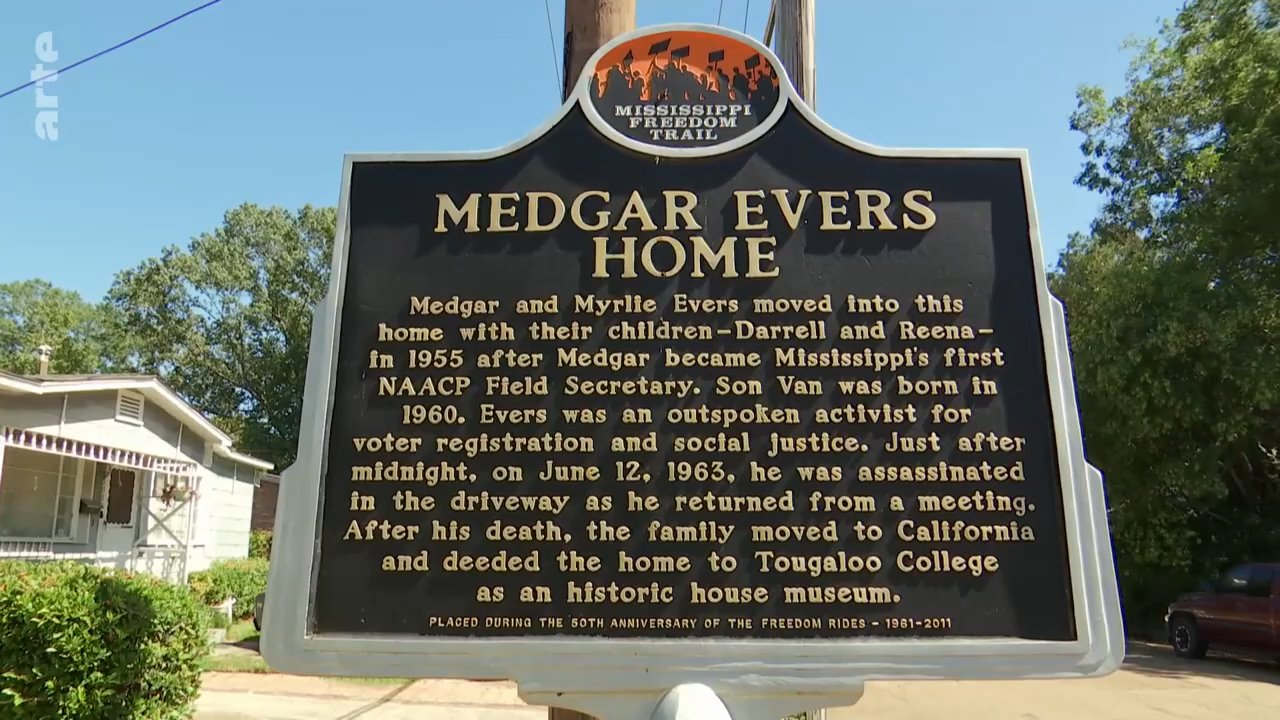 arte
MISSISSIPPI
FREEDOM
TRAIL
MEDGAR EVERS
HOME
Medgar and Myrlie Evers moved into this
home with their children—Darrell and Reena—
in 1955 after Medgar became Mississippi's first
NAACP Field Secretary. Son Van was born in
1960. Evers was an outspoken activist for
voter registration and social justice. Just after
midnight, on June 12, 1963, he was assassinated
in the driveway as he returned from a meeting.
After his death, the family moved to California
and deeded the home to Tougaloo College
as an historic house museum.
PLACED DURING THE 50TH ANNIVERSARY OF THE FREEDOM RIDES - 1961-2011